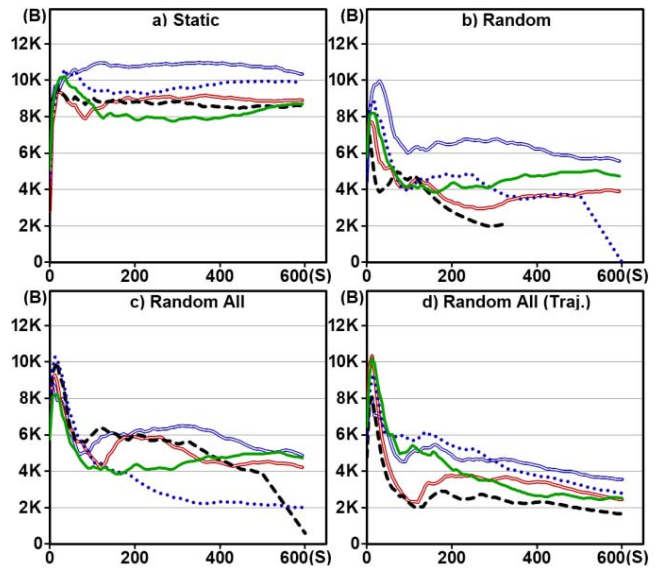 (B) a) Static
12K
10K
8K
6K
4K
2K
0
0 200 400 600(S)
(B) b) Random
12K
10K
8K
6K
4K
2K
0
0 200 400 600(S)
(B) c) Random All
12K
10K
8K
6K
4K
2K
0
0 200 400 600(S)
(B) d) Random All (Traj.)
12K
10K
8K
6K
4K
2K
0
0 200 400 600(S)